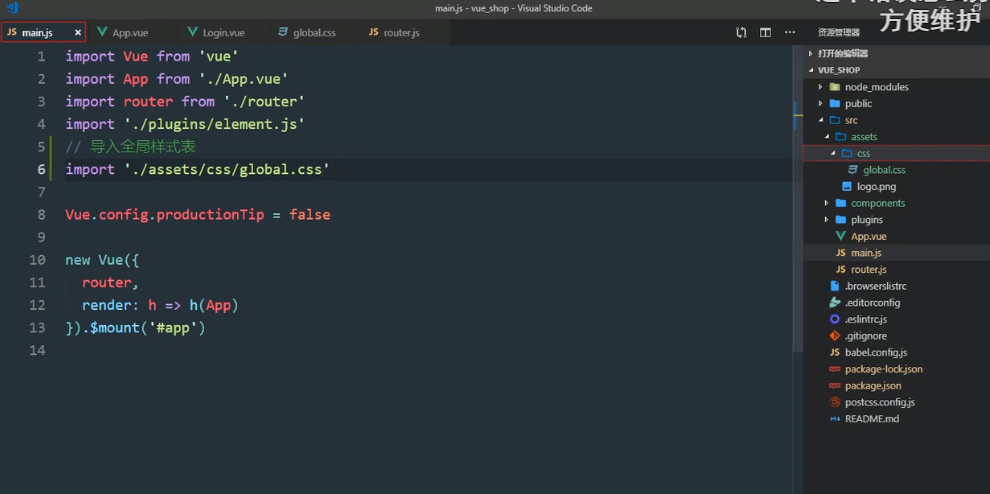 main.js - vue_shop - Visual Studio Code
方便维护
JS main.js × App.vue Login.vue global.css JS router.js
资源管理器
打开的编辑器
VUE_SHOP
node_modules
public
src
assets
css
global.css
logo.png
components
plugins
App.vue
JS main.js
JS router.js
.browserslistrc
.editorconfig
.eslintrc.js
.gitignore
JS babel.config.js
package-lock.json
package.json
postcss.config.js
README.md
1 import Vue from 'vue'
2 import App from './App.vue'
3 import router from './router'
4 import './plugins/element.js'
5 // 导入全局样式表
6 import './assets/css/global.css'
7
8 Vue.config.productionTip = false
9
10 new Vue({
11 router,
12 render: h => h(App)
13 }).$mount('#app')
14